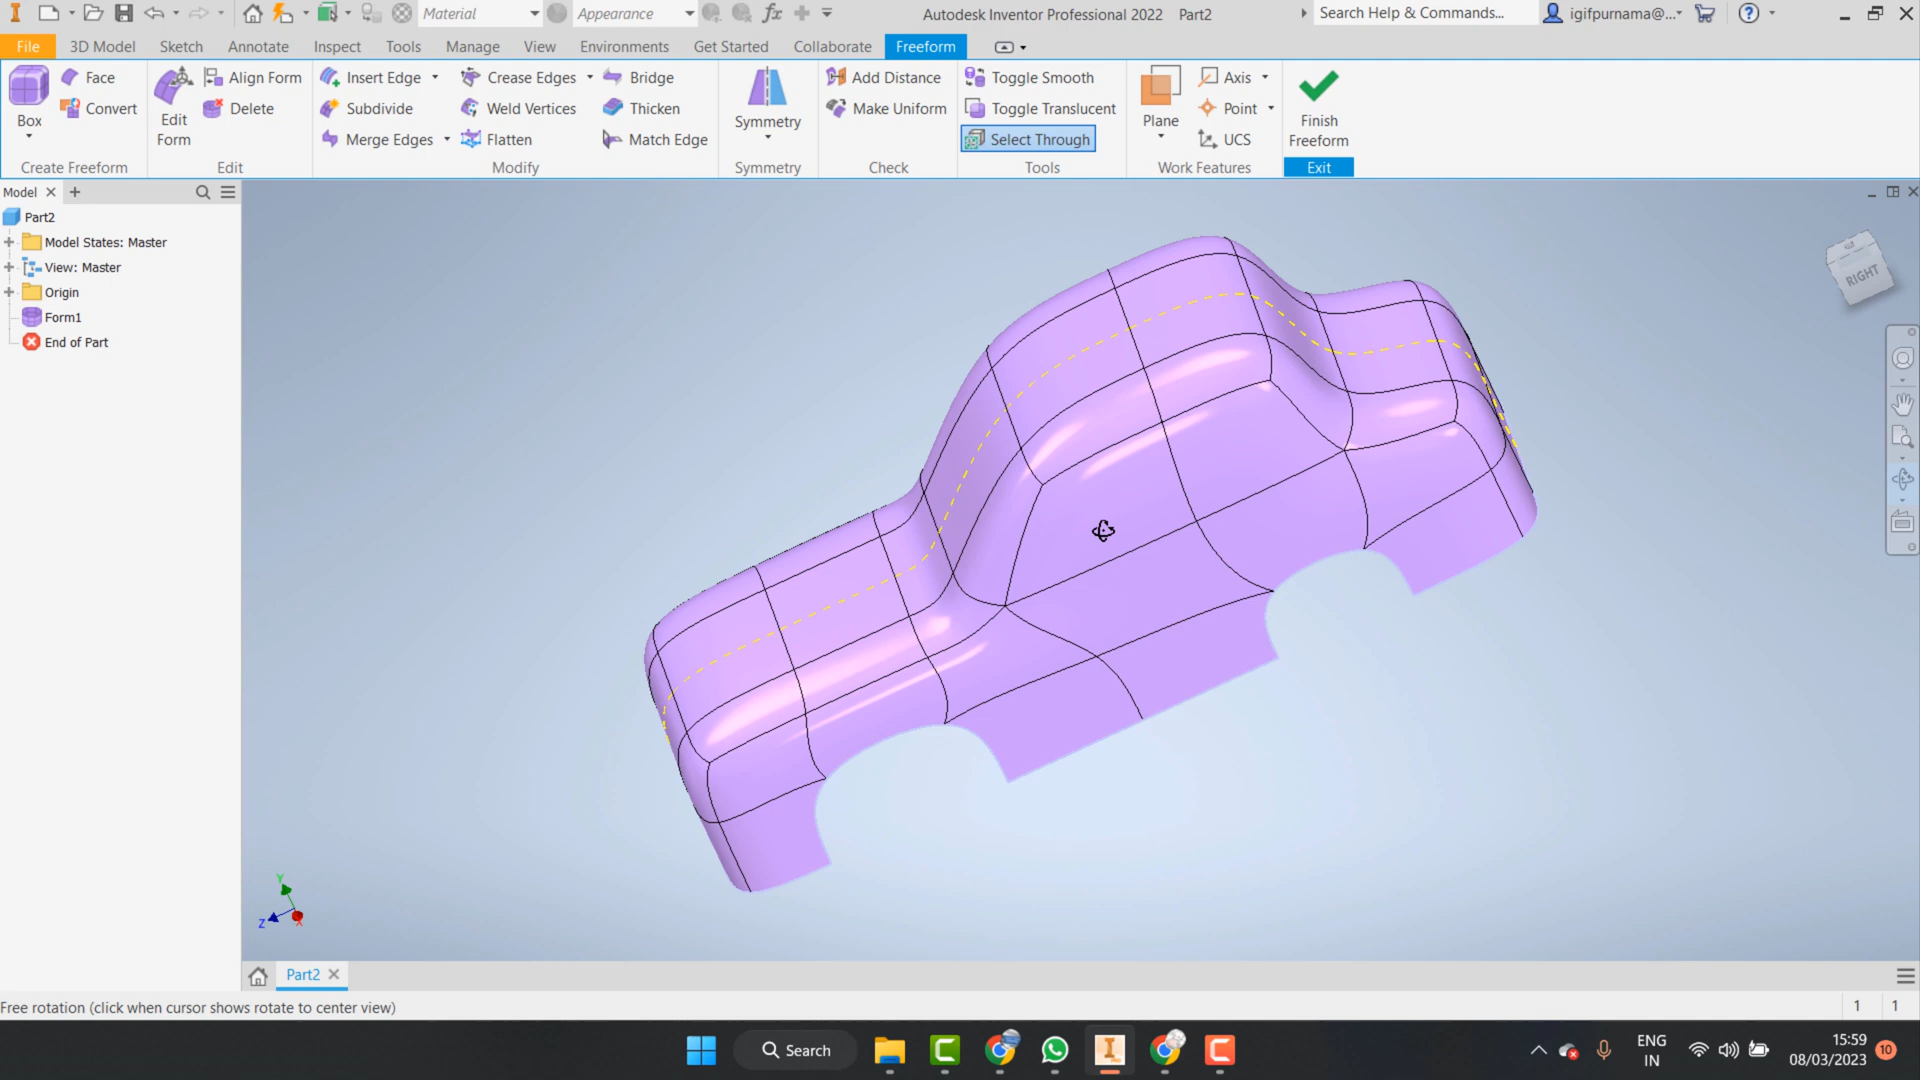 Material
Appearance
Autodesk Inventor Professional 2022 Part2
Search Help & Commands...
igifpurnama@...
File
3D Model
Sketch
Annotate
Inspect
Tools
Manage
View
Environments
Get Started
Collaborate
Freeform
Box
Face
Convert
Create Freeform
Edit Form
Align Form
Delete
Edit
Insert Edge
Subdivide
Merge Edges
Crease Edges
Weld Vertices
Flatten
Bridge
Thicken
Match Edge
Modify
Symmetry
Symmetry
Add Distance
Make Uniform
Check
Toggle Smooth
Toggle Translucent
Select Through
Tools
Plane
Axis
Point
UCS
Work Features
Finish Freeform
Exit
Model
Part2
Model States: Master
View: Master
Origin
Form1
End of Part
RIGHT
Y
Z
X
Part2
Free rotation (click when cursor shows rotate to center view)
1 1
Search
ENG
IN
15:59
08/03/2023
10